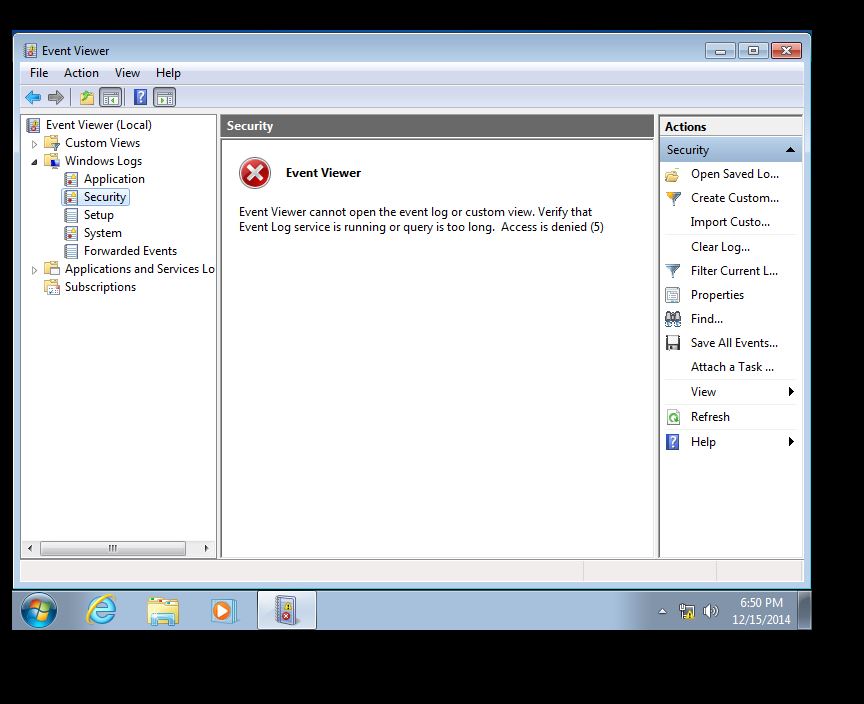 Event Viewer
File Action View Help
Event Viewer (Local)
Custom Views
Windows Logs
Application
Security
Setup
System
Forwarded Events
Applications and Services Lo
Subscriptions
Security
Event Viewer
Event Viewer cannot open the event log or custom view. Verify that
Event Log service is running or query is too long.  Access is denied (5)
Actions
Security
Open Saved Lo...
Create Custom...
Import Custo...
Clear Log...
Filter Current L...
Properties
Find...
Save All Events...
Attach a Task ...
View
Refresh
Help
6:50 PM
12/15/2014